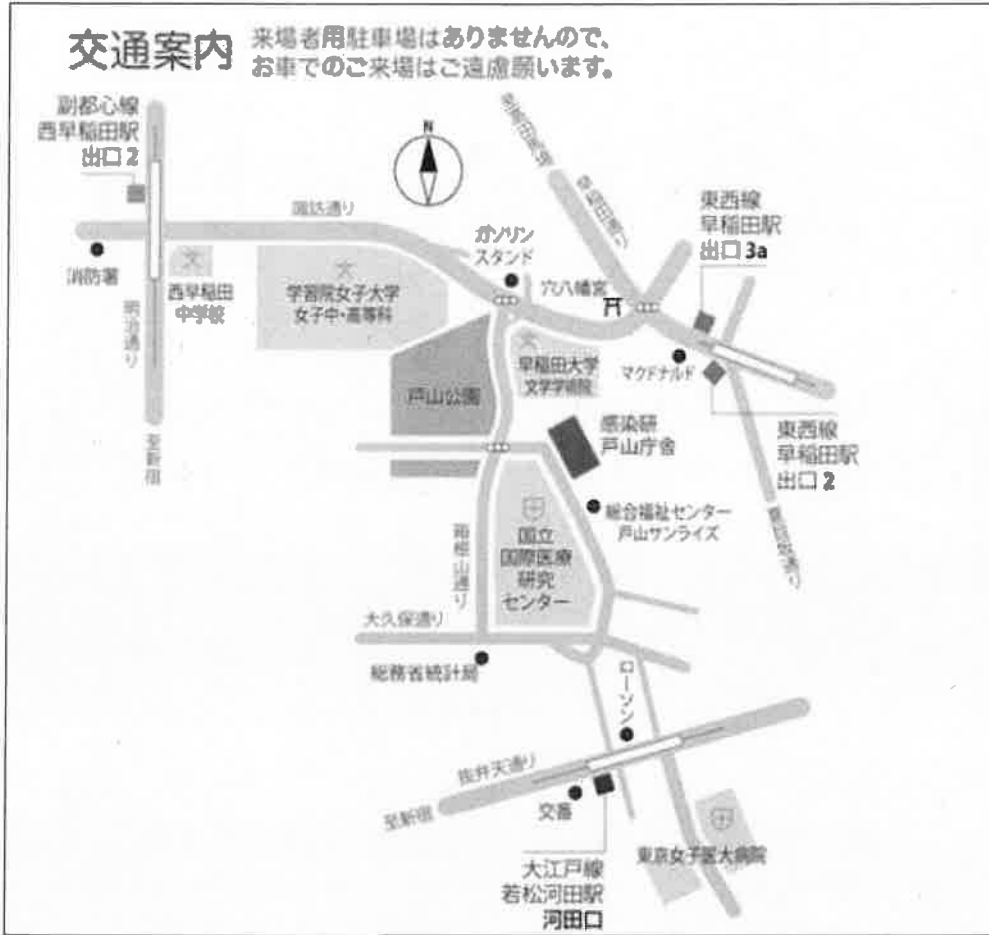 交通案内
来場者用駐車場はありませんので、
お車でのご来場はご遠慮願います。
副都心線
西早稲田駅
出口 2
N
諏訪通り
ガソリン
スタンド
東西線
早稲田駅
出口 3a
消防署
西早稲田
中学校
学習院女子大学
女子中・高等科
穴八幡宮
明治通り
早稲田大学
文学学術院
マクドナルド
戸山公園
至新宿
感染研
戸山庁舎
東西線
早稲田駅
出口 2
総合福祉センター
戸山サンライズ
国立
国際医療
研究
センター
箱根山通り
大久保通り
総務省統計局
ローソン
抜弁天通り
至新宿
交番
東京女子医大病院
大江戸線
若松河田駅
河田口